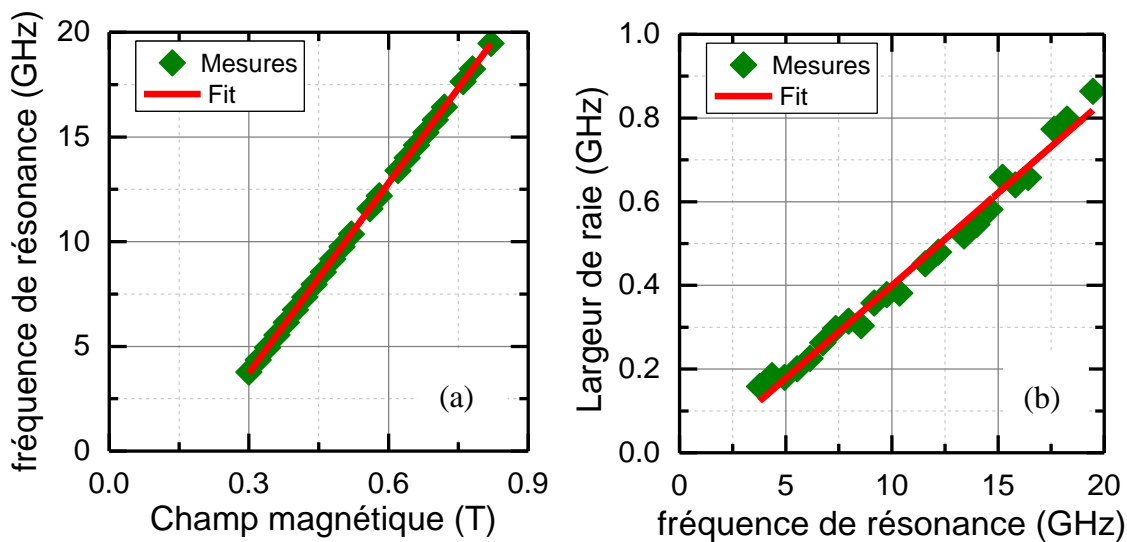 fréquence de résonance (GHz)
20
15
10
5
0
Mesures
Fit
(a)
0.0
0.3
0.6
0.9
Champ magnétique (T)
Largeur de raie (GHz)
1.0
0.8
0.6
0.4
0.2
0.0
Mesures
Fit
(b)
0
5
10
15
20
fréquence de résonance (GHz)